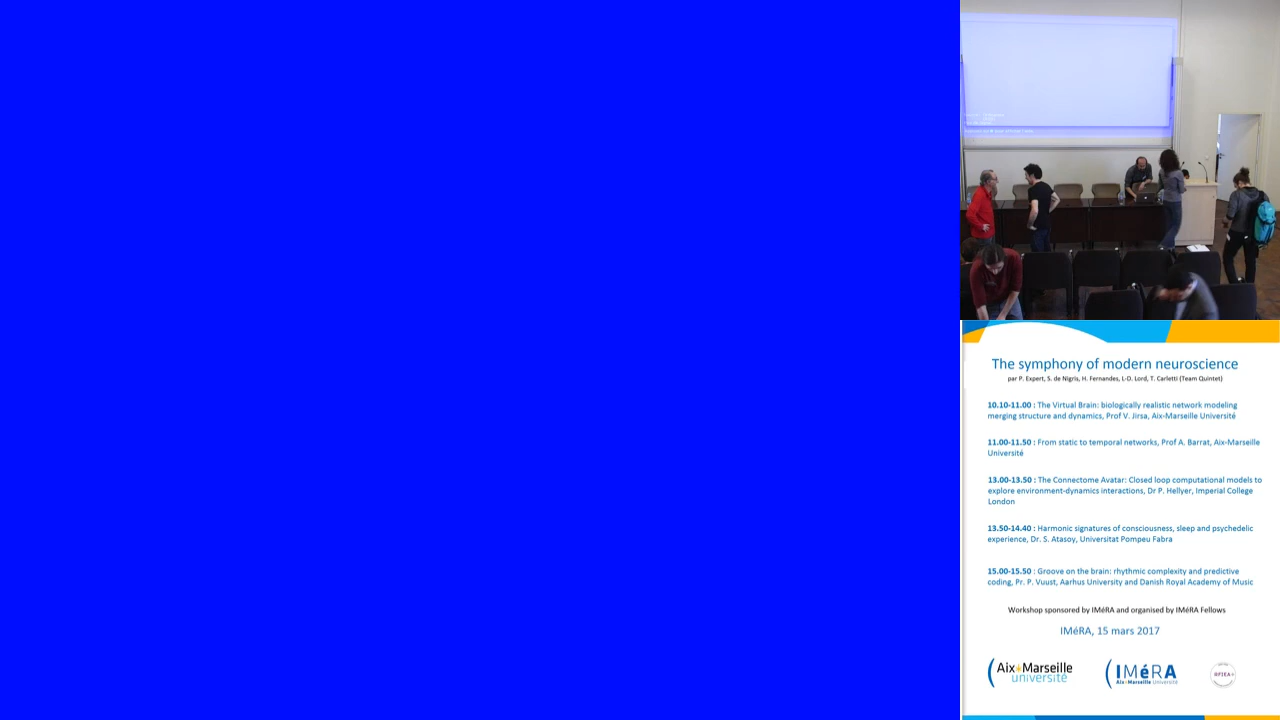 The symphony of modern neuroscience
par P. Expert, S. de Nigris, H. Fernandes, L-D. Lord, T. Carletti (Team Quintet)
10.10-11.00 : The Virtual Brain: biologically realistic network modeling
merging structure and dynamics, Prof V. Jirsa, Aix-Marseille Université
11.00-11.50 : From static to temporal networks, Prof A. Barrat, Aix-Marseille
Université
13.00-13.50 : The Connectome Avatar: Closed loop computational models to
explore environment-dynamics interactions, Dr P. Hellyer, Imperial College
London
13.50-14.40 : Harmonic signatures of consciousness, sleep and psychedelic
experience, Dr. S. Atasoy, Universitat Pompeu Fabra
15.00-15.50 : Groove on the brain: rhythmic complexity and predictive
coding, Pr. P. Vuust, Aarhus University and Danish Royal Academy of Music
Workshop sponsored by IMéRA and organised by IMéRA Fellows
IMéRA, 15 mars 2017
Aix*Marseille
université
IMéRA
Aix-Marseille Université
RFIEA+